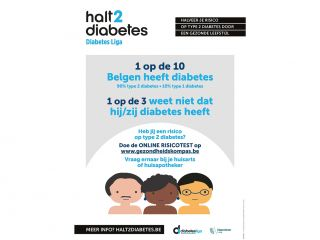 halt2
diabetes
Diabetes Liga
HALVEER JE RISICO
OP TYPE 2 DIABETES DOOR
EEN GEZONDE LEEFSTIJL
1 op de 10
Belgen heeft diabetes
90% type 2 diabetes • 10% type 1 diabetes
1 op de 3 weet niet dat
hij/zij diabetes heeft
Heb jij een risico
op type 2 diabetes?
Doe de ONLINE RISICOTEST op
www.gezondheidskompas.be
Vraag ernaar bij je huisarts
of huisapotheker
MEER INFO? HALT2DIABETES.BE
diabetesliga